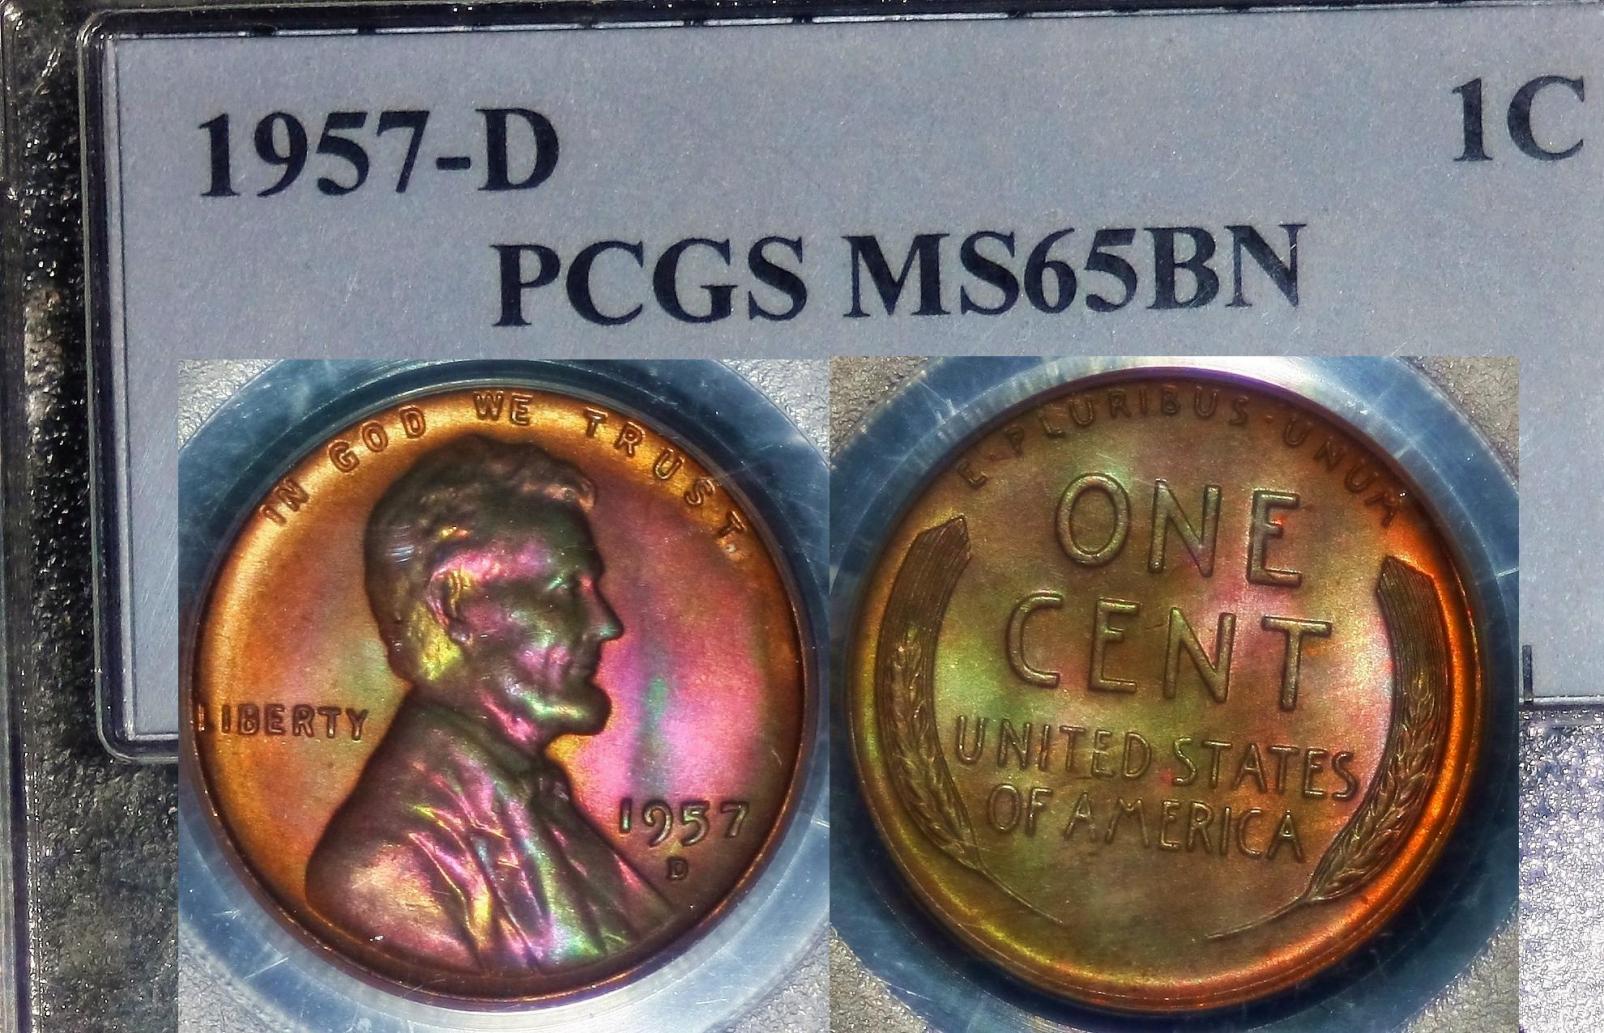 1957-D 1C
PCGS MS65BN
IN GOD WE TRUST
LIBERTY
1957
D
E·PLURIBUS·UNUM
ONE
CENT
UNITED STATES
OF AMERICA